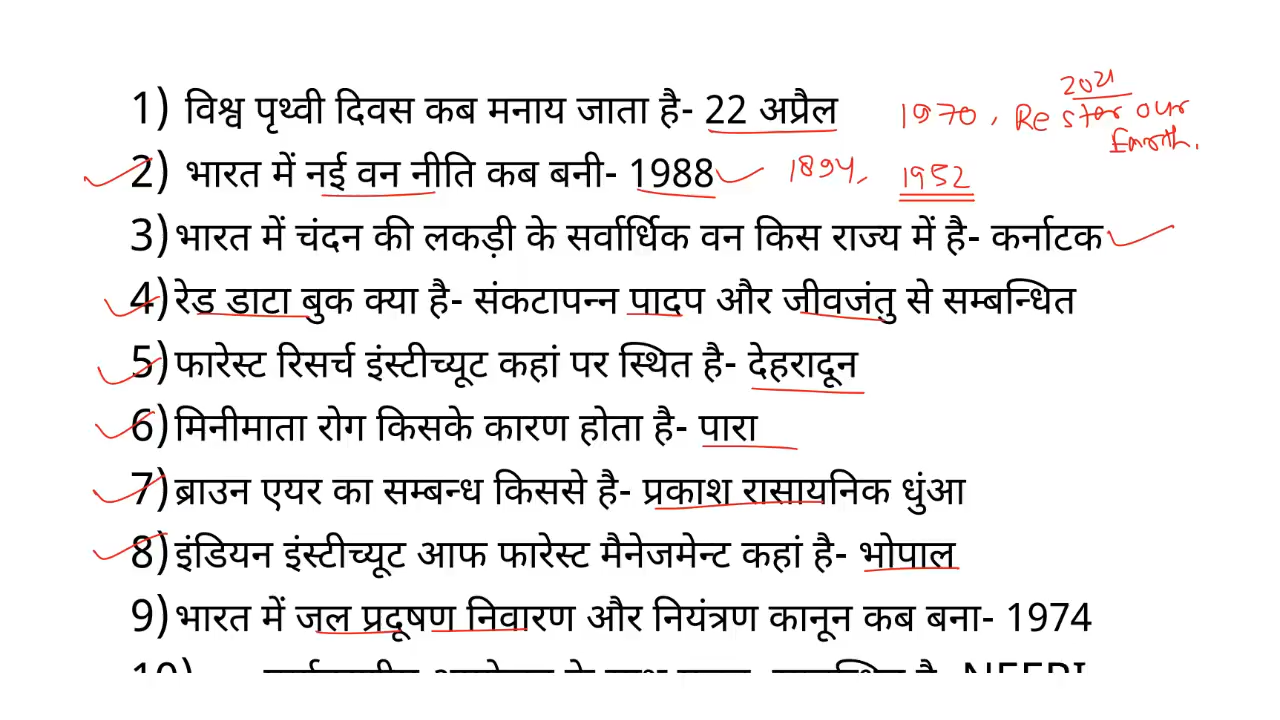 1) विश्व पृथ्वी दिवस कब मनाय जाता है- 22 अप्रैल 1970, Restor our Earth. 2021
2) भारत में नई वन नीति कब बनी- 1988 1894, 1952
3) भारत में चंदन की लकड़ी के सर्वार्धिक वन किस राज्य में है- कर्नाटक
4) रेड डाटा बुक क्या है- संकटापन्न पादप और जीवजंतु से सम्बन्धित
5) फारेस्ट रिसर्च इंस्टीच्यूट कहां पर स्थित है- देहरादून
6) मिनीमाता रोग किसके कारण होता है- पारा
7) ब्राउन एयर का सम्बन्ध किससे है- प्रकाश रासायनिक धुंआ
8) इंडियन इंस्टीच्यूट आफ फारेस्ट मैनेजमेन्ट कहां है- भोपाल
9) भारत में जल प्रदूषण निवारण और नियंत्रण कानून कब बना- 1974